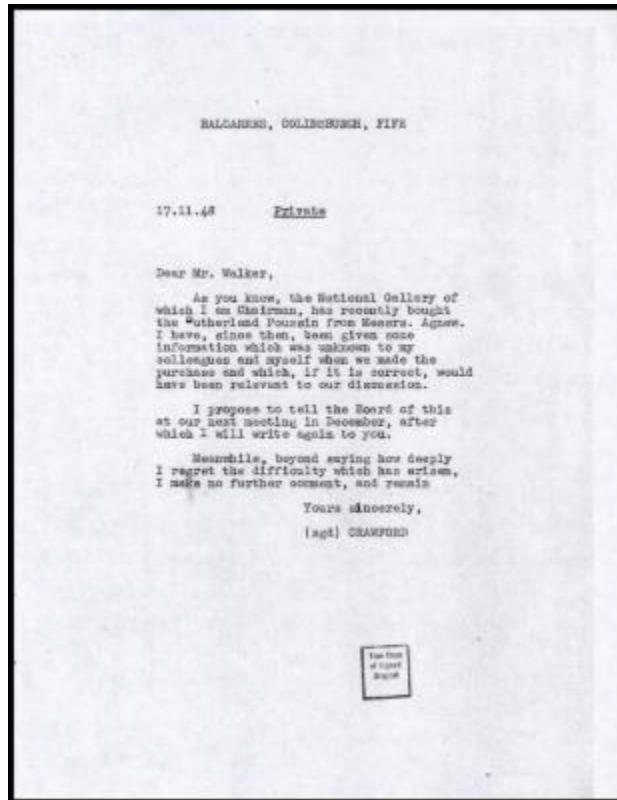 BALCARRES, COLINSBURGH, FIFE
17.11.48 Private
Dear Mr. Walker,
As you know, the National Gallery of
which I am Chairman, has recently bought
the Sutherland Poussin from Messrs. Agnew.
I have, since then, been given some
information which was unknown to my
colleagues and myself when we made the
purchase and which, if it is correct, would
have been relevant to our discussion.
I propose to tell the Board of this
at our next meeting in December, after
which I will write again to you.
Meanwhile, beyond saying how deeply
I regret the difficulty which has arisen,
I make no further comment, and remain
Yours sincerely,
(sgd) CRAWFORD